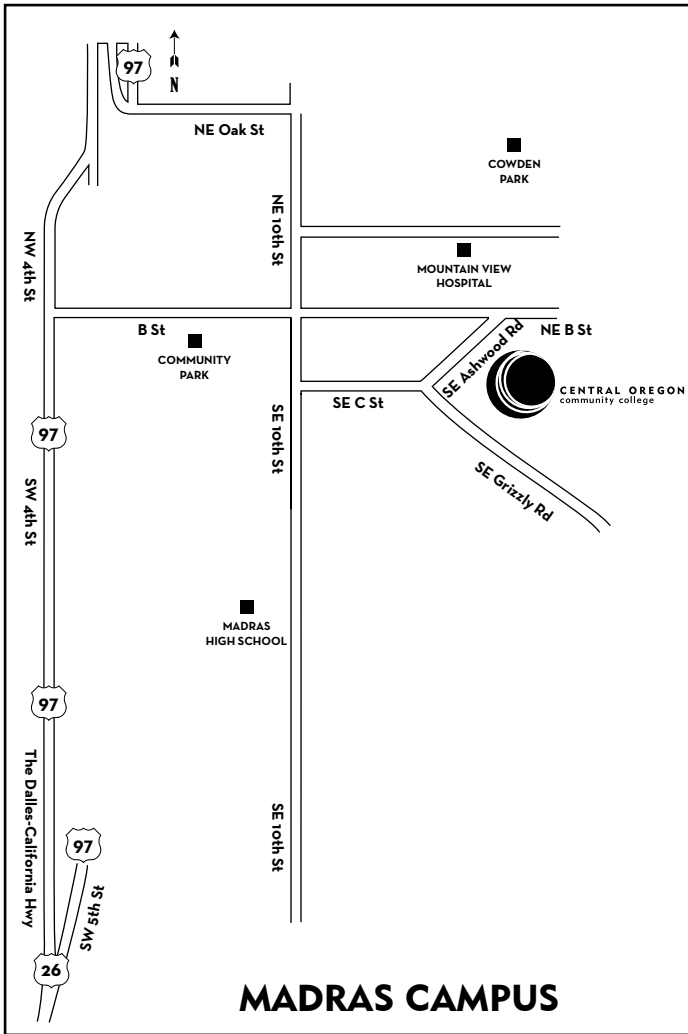 97
N
NE Oak St
COWDEN
PARK
NE 10th St
NW 4th St
MOUNTAIN VIEW
HOSPITAL
B St
NE B St
COMMUNITY
PARK
SE Ashwood Rd
CENTRAL OREGON
community college
SE C St
SE 10th St
97
SW 4th St
SE Grizzly Rd
MADRAS
HIGH SCHOOL
97
The Dalles-California Hwy
SE 10th St
97
SW 5th St
26
MADRAS CAMPUS